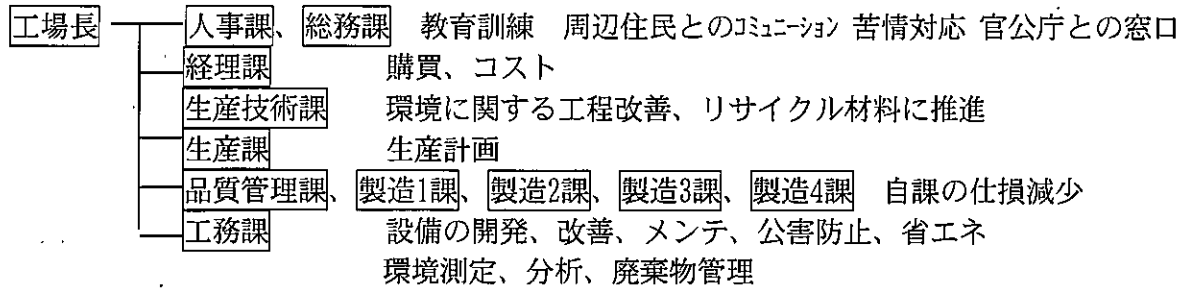 工場長 人事課、総務課 教育訓練 周辺住民とのｺﾐｭﾆｰｼｮﾝ 苦情対応 官公庁との窓口
経理課 購買、コスト
生産技術課 環境に関する工程改善、リサイクル材料に推進
生産課 生産計画
品質管理課、製造1課、製造2課、製造3課、製造4課 自課の仕損減少
工務課 設備の開発、改善、メンテ、公害防止、省エネ
環境測定、分析、廃棄物管理